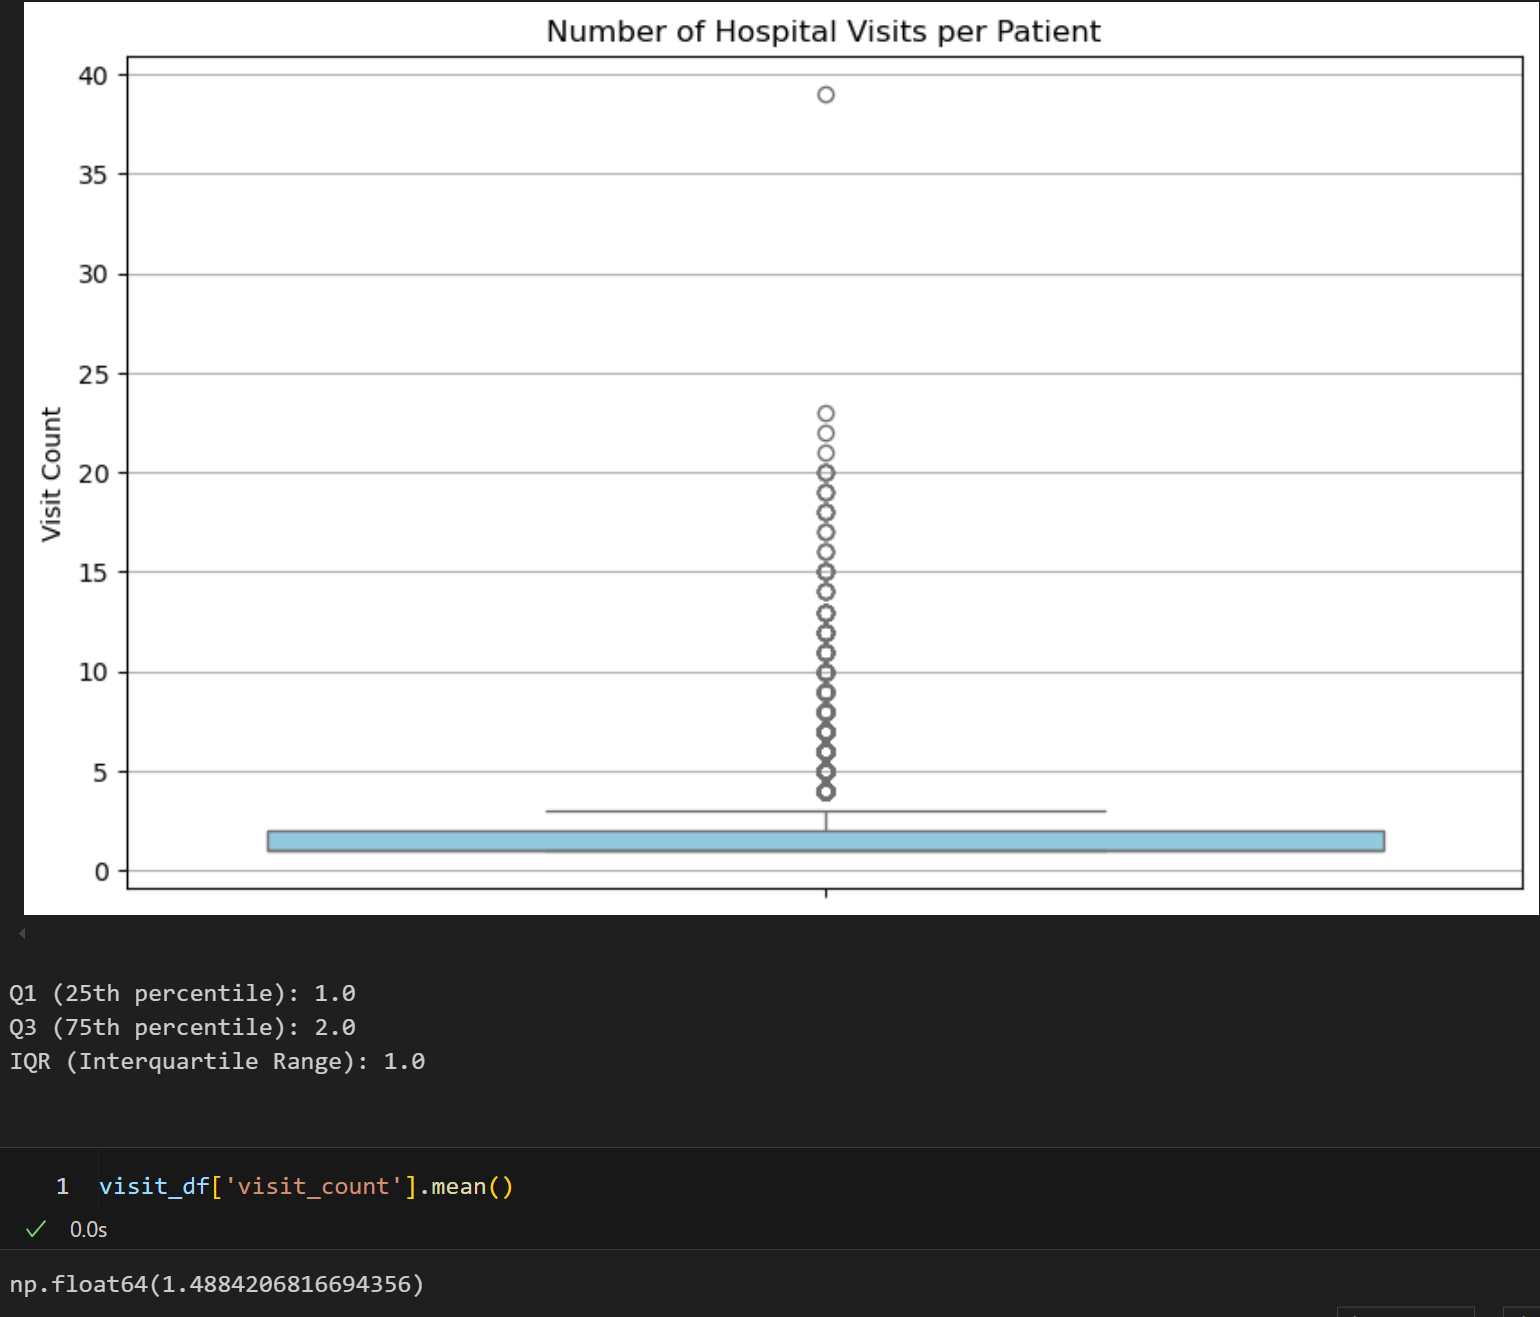 Number of Hospital Visits per Patient
40
35
30
25
20
15
10
5
0
Visit Count
Q1 (25th percentile): 1.0
Q3 (75th percentile): 2.0
IQR (Interquartile Range): 1.0
1 visit_df['visit_count'].mean()
0.0s
np.float64(1.4884206816694356)